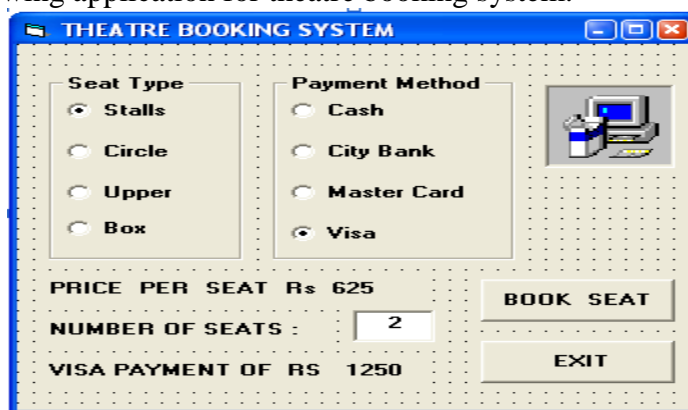 wing application for theatre booking system.
THEATRE BOOKING SYSTEM
Seat Type
Stalls
Circle
Upper
Box
Payment Method
Cash
City Bank
Master Card
Visa
PRICE PER SEAT Rs 625
NUMBER OF SEATS : 2
VISA PAYMENT OF RS 1250
BOOK SEAT
EXIT